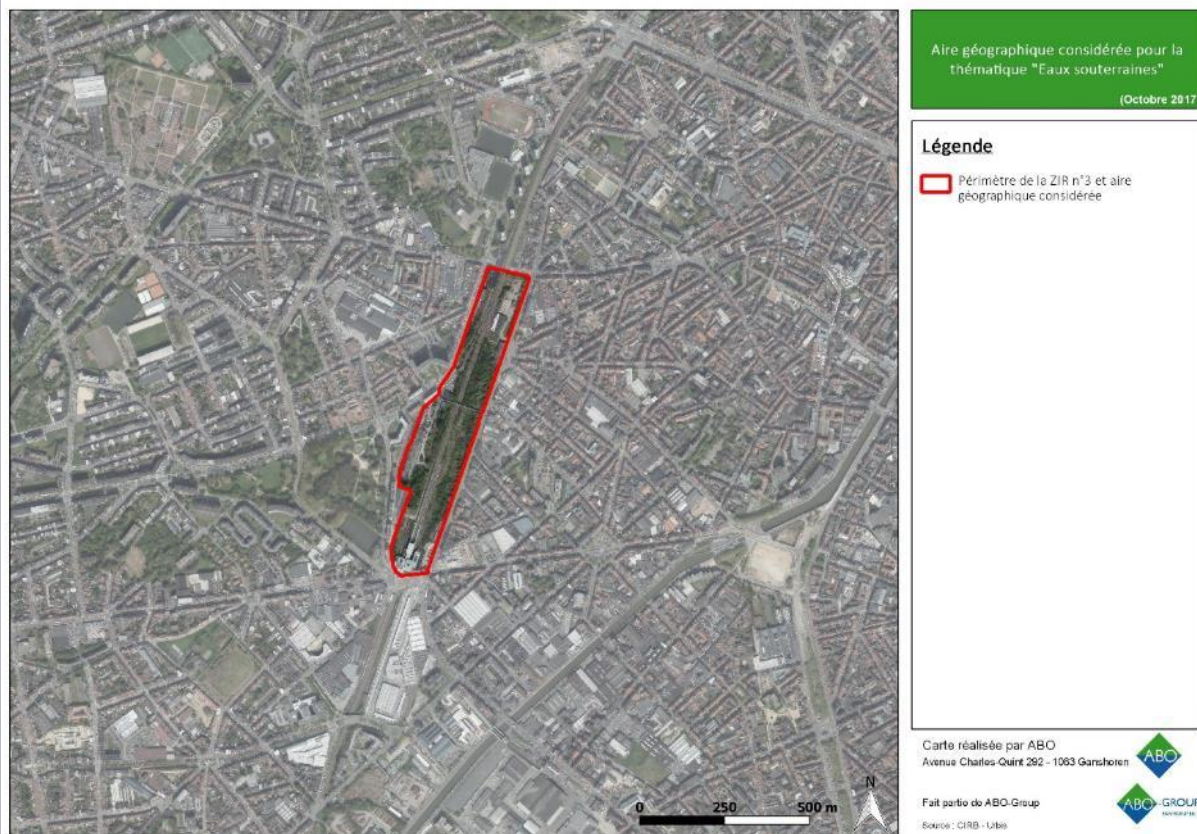 Aire géographique considérée pour la
thématique "Eaux souterraines"
(Octobre 2017
Légende
Périmètre de la ZIR n°3 et aire
géographique considérée
Carte réalisée par ABO
Avenue Charles-Quint 292 - 1083 Ganshoren
ABO
Fait partie de ABO-Group
ABO-GROUP
Source : CIRB - Urbis
N
0 250 500 m